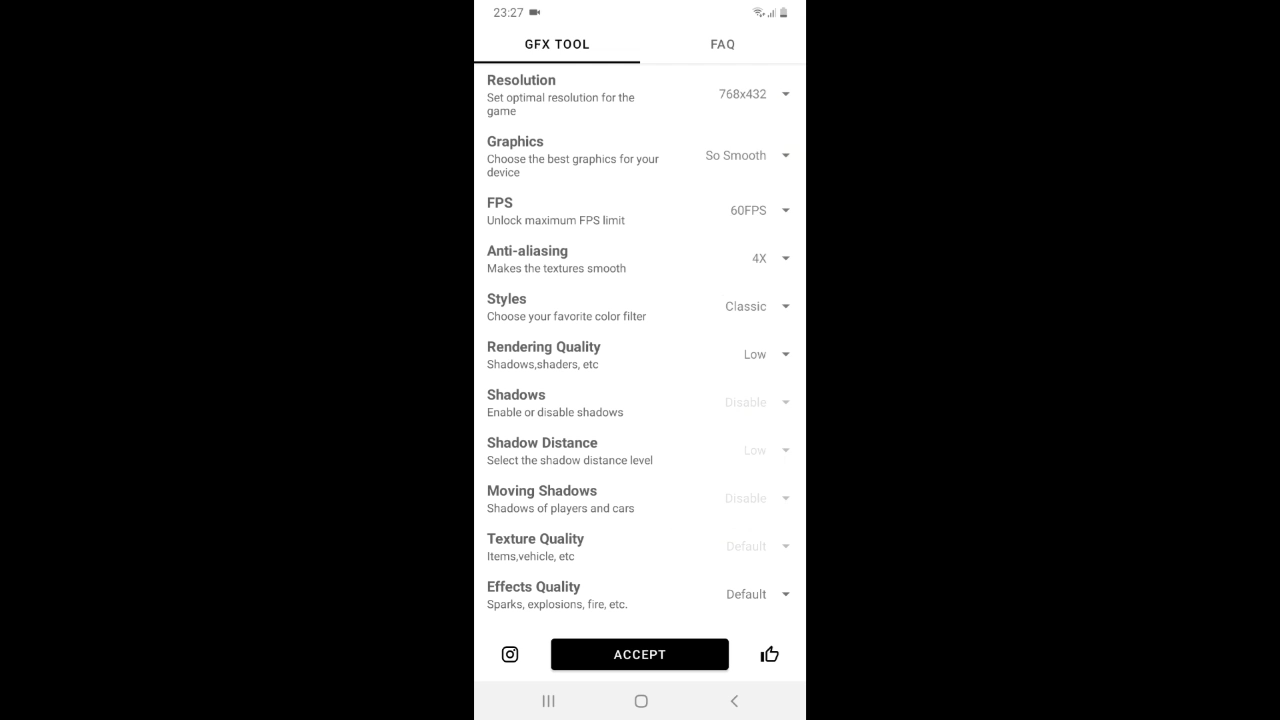 23:27
GFX TOOL FAQ
Resolution
Set optimal resolution for the
game
768x432
Graphics
Choose the best graphics for your
device
So Smooth
FPS
Unlock maximum FPS limit
60FPS
Anti-aliasing
Makes the textures smooth
4X
Styles
Choose your favorite color filter
Classic
Rendering Quality
Shadows,shaders, etc
Low
Shadows
Enable or disable shadows
Disable
Shadow Distance
Select the shadow distance level
Low
Moving Shadows
Shadows of players and cars
Disable
Texture Quality
Items,vehicle, etc
Default
Effects Quality
Sparks, explosions, fire, etc.
Default
ACCEPT